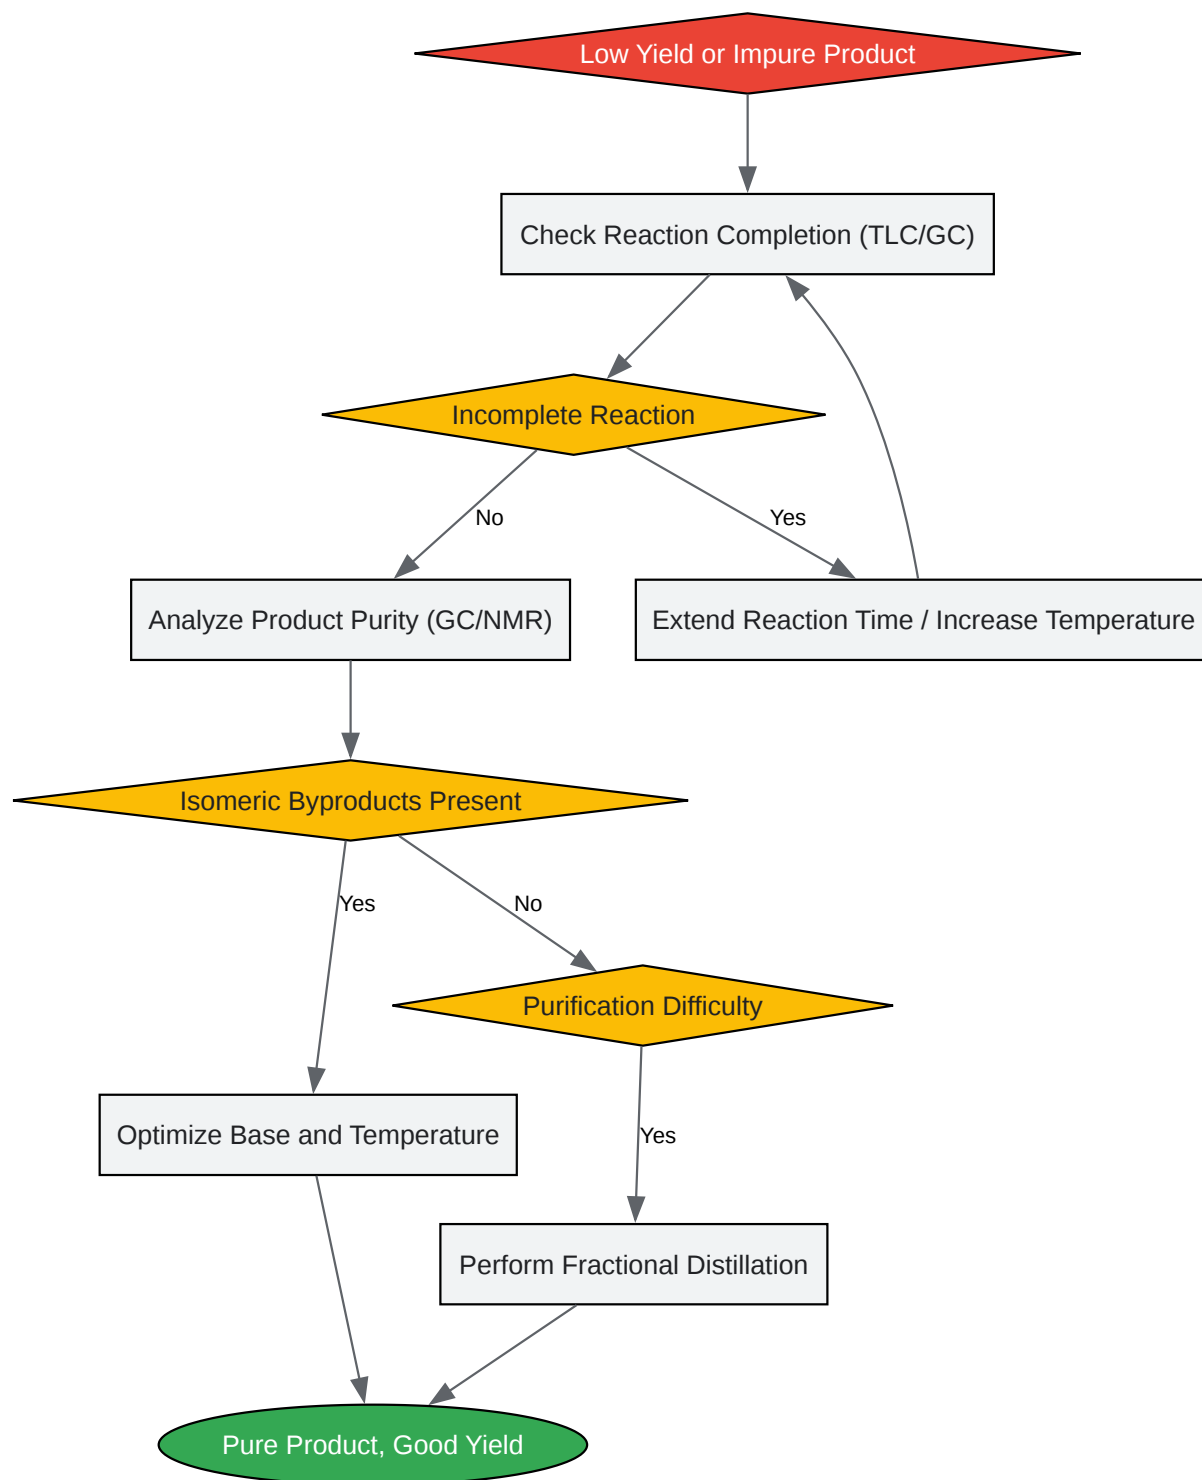 Low Yield or Impure Product
Check Reaction Completion (TLC/GC)
Incomplete Reaction
No
Yes
Analyze Product Purity (GC/NMR)
Extend Reaction Time / Increase Temperature
Isomeric Byproducts Present
Yes
No
Purification Difficulty
Optimize Base and Temperature
Yes
Perform Fractional Distillation
Pure Product, Good Yield